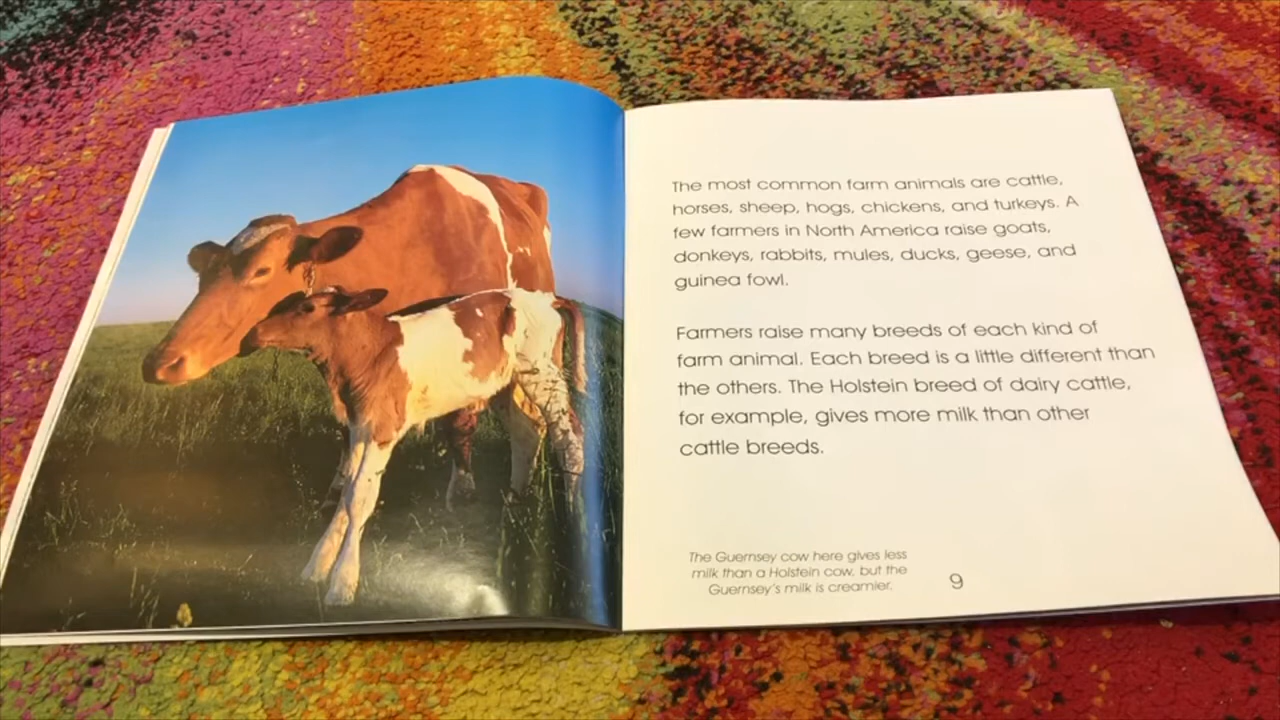 The most common farm animals are cattle,
horses, sheep, hogs, chickens, and turkeys. A
few farmers in North America raise goats,
donkeys, rabbits, mules, ducks, geese, and
guinea fowl.
Farmers raise many breeds of each kind of
farm animal. Each breed is a little different than
the others. The Holstein breed of dairy cattle,
for example, gives more milk than other
cattle breeds.
The Guernsey cow here gives less
milk than a Holstein cow, but the
Guernsey's milk is creamier.
9